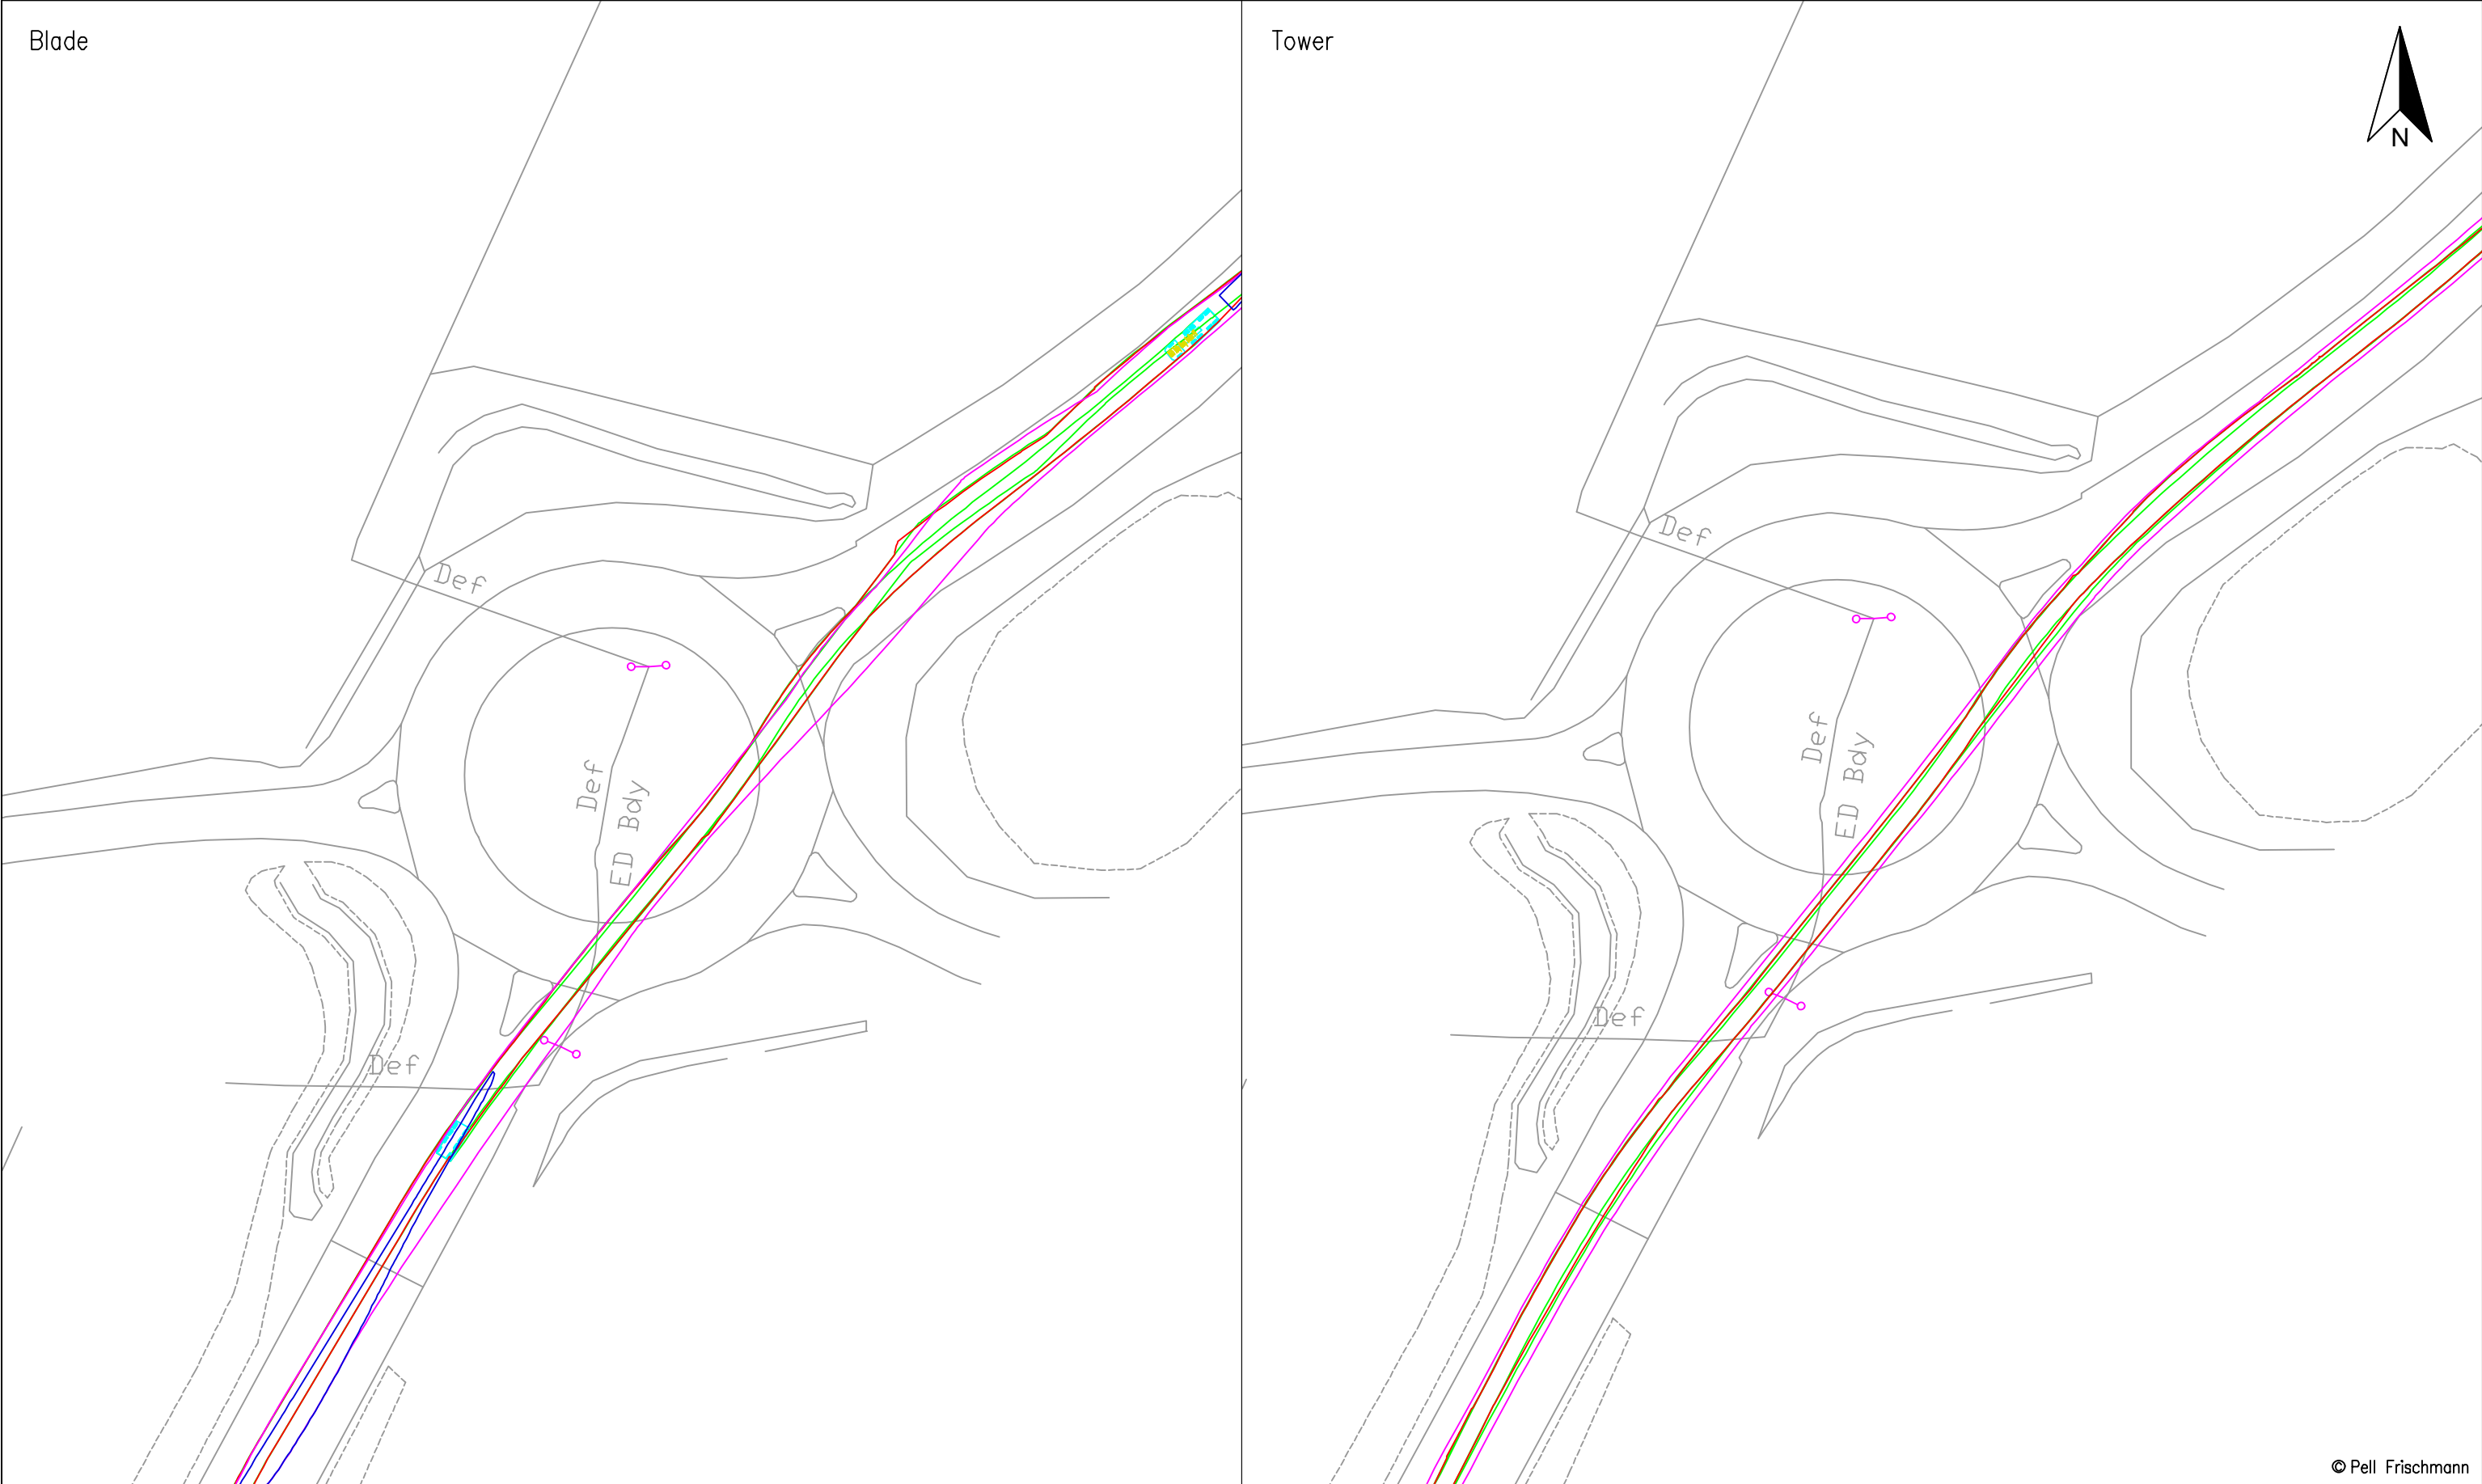 Blade
Def
Def
ED Bdy
Def
Tower
N
Def
Def
ED Bdy
Def
© Pell Frischmann